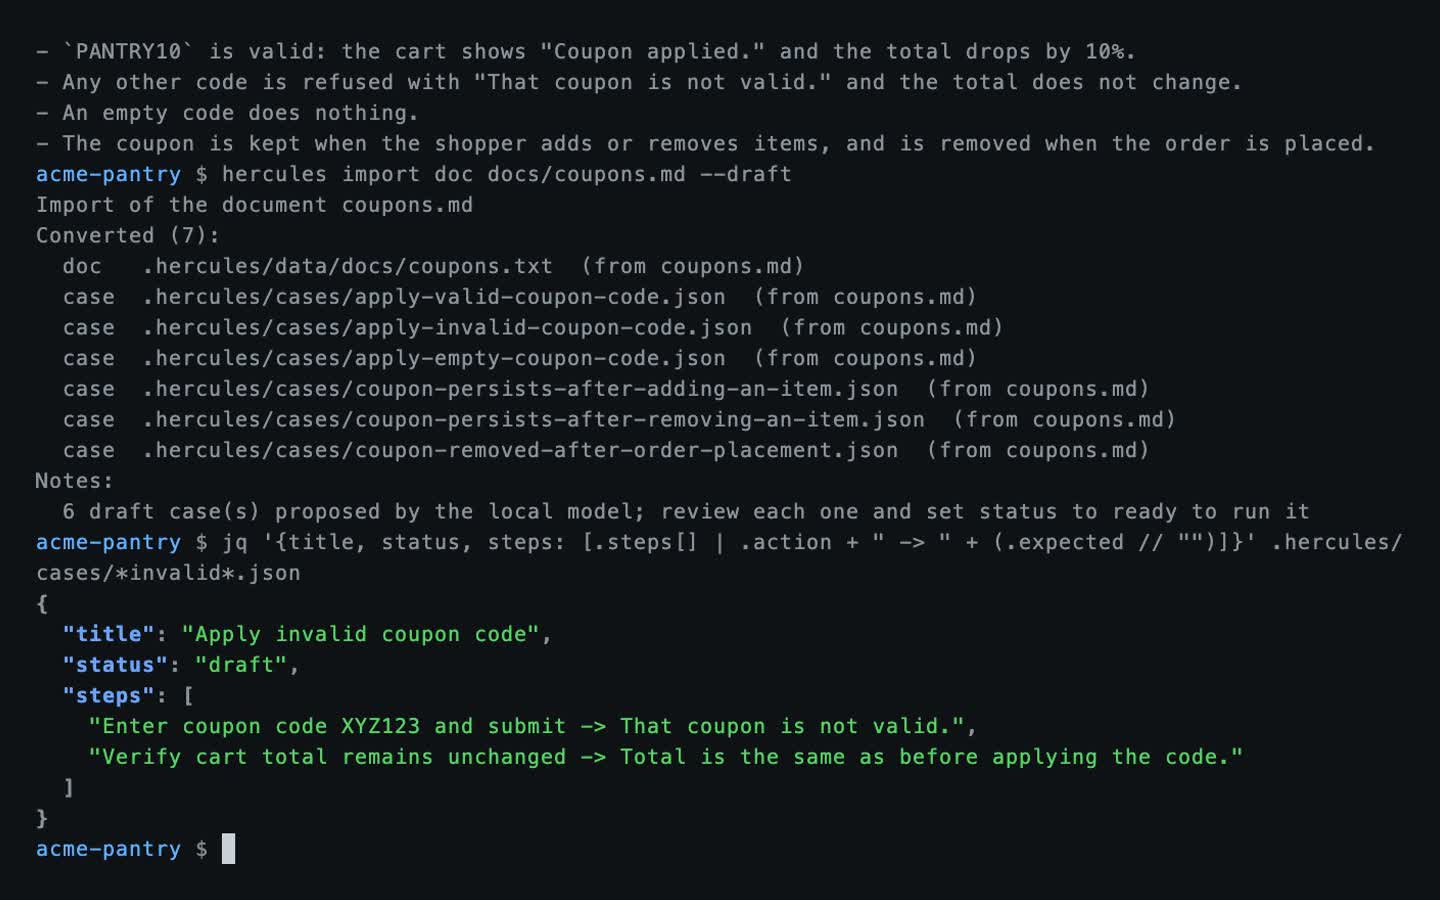 - `PANTRY10` is valid: the cart shows "Coupon applied." and the total drops by 10%.
- Any other code is refused with "That coupon is not valid." and the total does not change.
- An empty code does nothing.
- The coupon is kept when the shopper adds or removes items, and is removed when the order is placed.
acme-pantry $ hercules import doc docs/coupons.md --draft
Import of the document coupons.md
Converted (7):
  doc   .hercules/data/docs/coupons.txt  (from coupons.md)
  case  .hercules/cases/apply-valid-coupon-code.json  (from coupons.md)
  case  .hercules/cases/apply-invalid-coupon-code.json  (from coupons.md)
  case  .hercules/cases/apply-empty-coupon-code.json  (from coupons.md)
  case  .hercules/cases/coupon-persists-after-adding-an-item.json  (from coupons.md)
  case  .hercules/cases/coupon-persists-after-removing-an-item.json  (from coupons.md)
  case  .hercules/cases/coupon-removed-after-order-placement.json  (from coupons.md)
Notes:
  6 draft case(s) proposed by the local model; review each one and set status to ready to run it
acme-pantry $ jq '{title, status, steps: [.steps[] | .action + " -> " + (.expected // "")]}' .hercules/
cases/*invalid*.json
{
  "title": "Apply invalid coupon code",
  "status": "draft",
  "steps": [
    "Enter coupon code XYZ123 and submit -> That coupon is not valid.",
    "Verify cart total remains unchanged -> Total is the same as before applying the code."
  ]
}
acme-pantry $